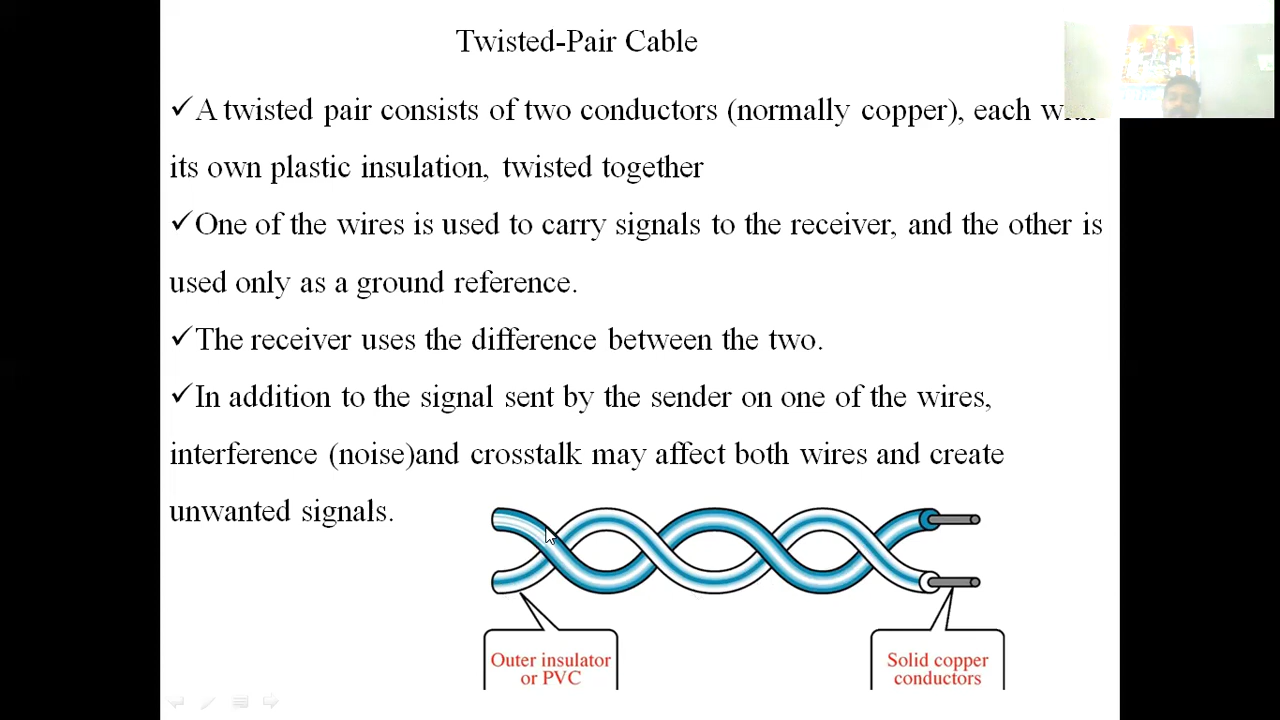 Twisted-Pair Cable
✓A twisted pair consists of two conductors (normally copper), each with
its own plastic insulation, twisted together
✓One of the wires is used to carry signals to the receiver, and the other is
used only as a ground reference.
✓The receiver uses the difference between the two.
✓In addition to the signal sent by the sender on one of the wires,
interference (noise)and crosstalk may affect both wires and create
unwanted signals.
Outer insulator
or PVC
Solid copper
conductors